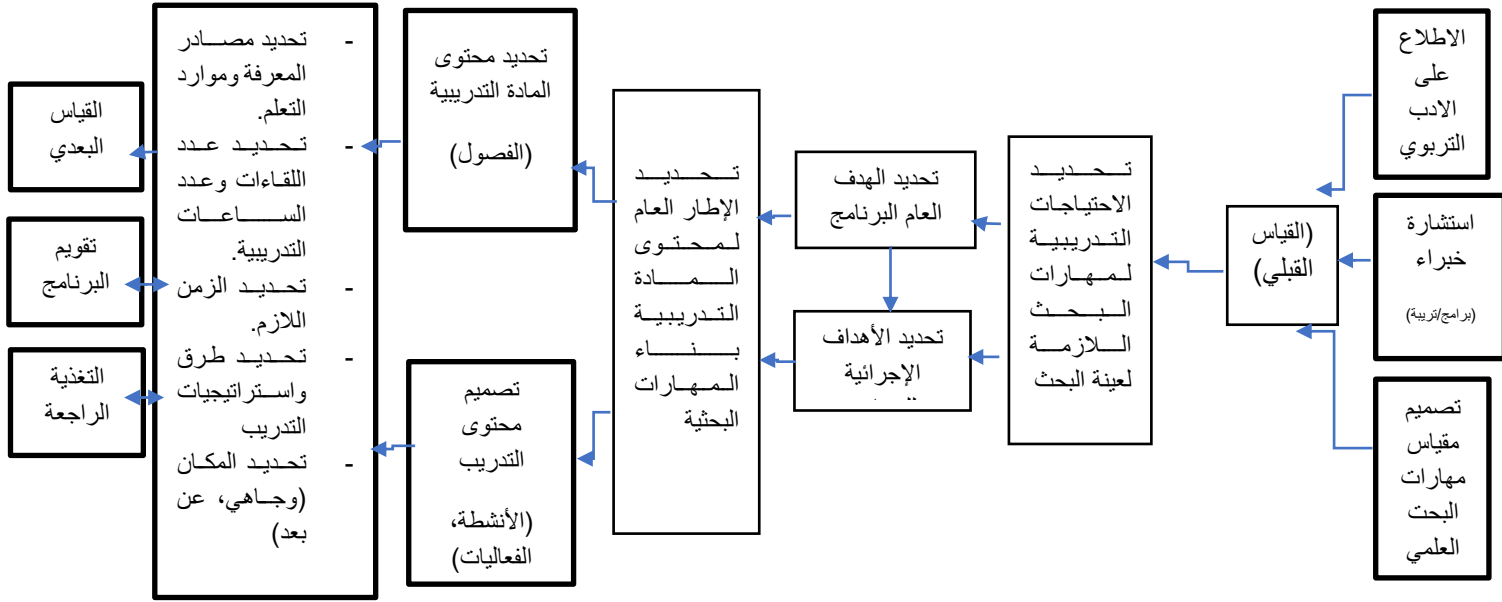 الاطلاع
على
الادب
التربوي
استشارة
خبراء
(برامج/تربية)
تصميم
مقياس
مهارات
البحت
العلمي
(القياس
القبلي)
تحديد
الاحتياجات
التدريبية
لمهارات
البحث
اللازمة
لعينة البحث
تحديد الهدف
العام البرنامج
تحديد الأهداف
الإجرائية
تحديد
الإطار العام
لمحتوى
المادة
التدريبية
بناء
المهارات
البحثية
تحديد محتوى
المادة التدريبية
(الفصول)
تصميم
محتوى
التدريب
(الأنشطة،
الفعاليات)
- تحديد مصادر
المعرفة وموارد
التعلم.
- تحديد عدد
اللقاءات وعدد
الساعات
التدريبية.
- تحديد الزمن
اللازم.
- تحديد طرق
واستراتيجيات
التدريب
- تحديد المكان
(وجاهي، عن
بعد)
القياس
البعدي
تقويم
البرنامج
التغذية
الراجعة